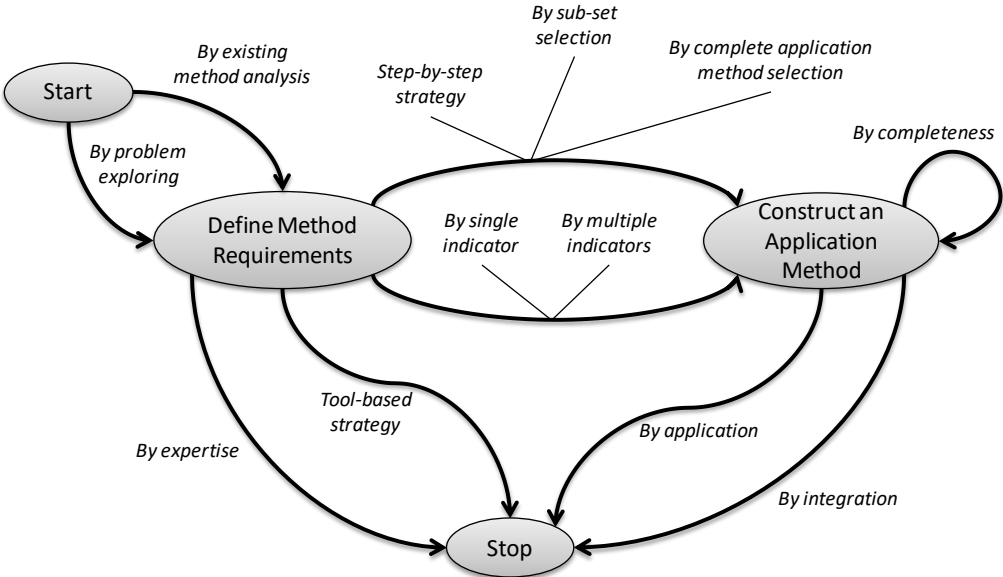 By sub-set
selection
By existing
method analysis
By complete application
method selection
Step-by-step
strategy
Start
By completeness
By problem
exploring
Define Method
Requirements
By single
indicator
By multiple
indicators
Construct an
Application
Method
Tool-based
strategy
By application
By expertise
By integration
Stop